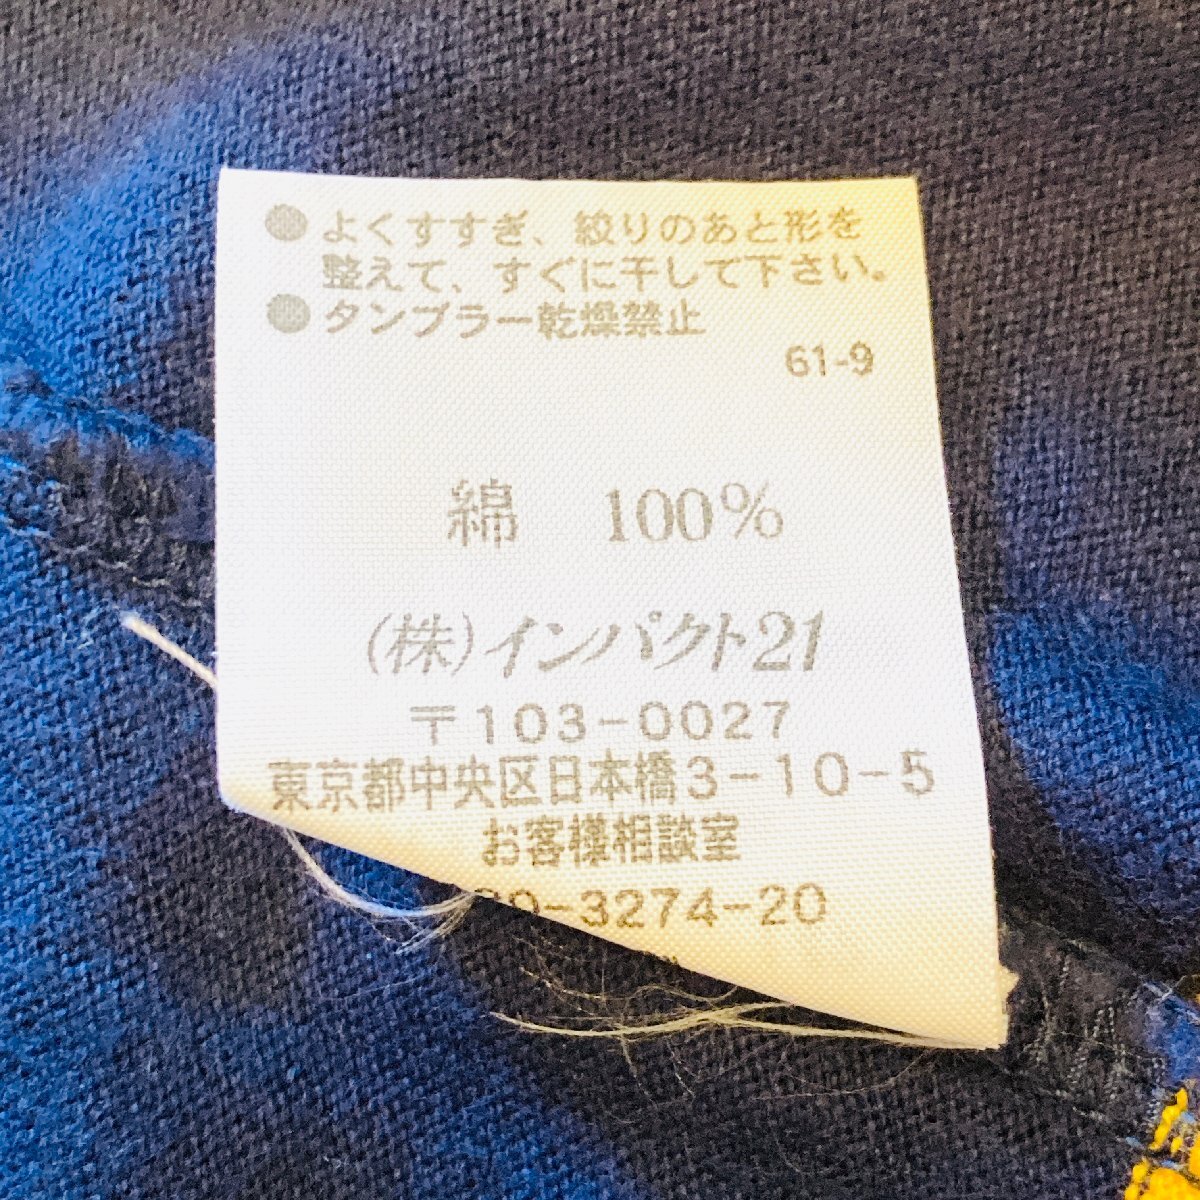 ● よくすすぎ、絞りのあと形を
整えて、すぐに干して下さい。
● タンブラー乾燥禁止
61-9
綿 100%
(株)インパクト21
〒103-0027
東京都中央区日本橋3-10-5
お客様相談室
-3274-20